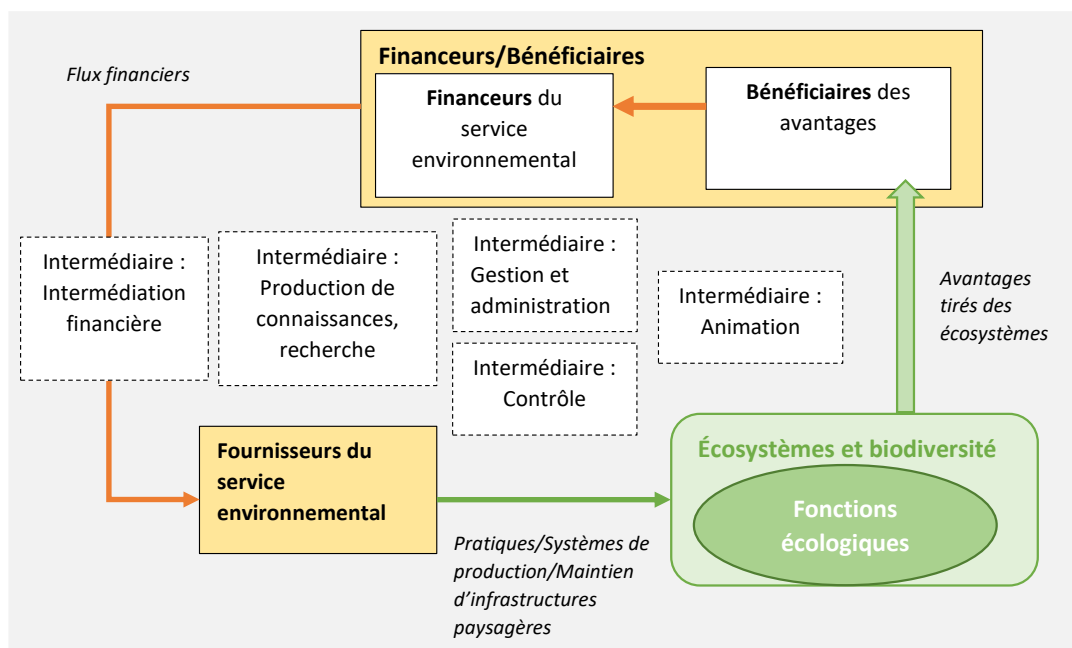 Flux financiers
Financeurs/Bénéficiaires
Financeurs du
service
environnemental
Bénéficiaires des
avantages
Intermédiaire :
Intermédiation
financière
Intermédiaire :
Production de
connaissances,
recherche
Intermédiaire :
Gestion et
administration
Intermédiaire :
Contrôle
Intermédiaire :
Animation
Avantages
tirés des
écosystèmes
Fournisseurs du
service
environnemental
Pratiques/Systèmes de
production/Maintien
d’infrastructures
paysagères
Écosystèmes et biodiversité
Fonctions
écologiques